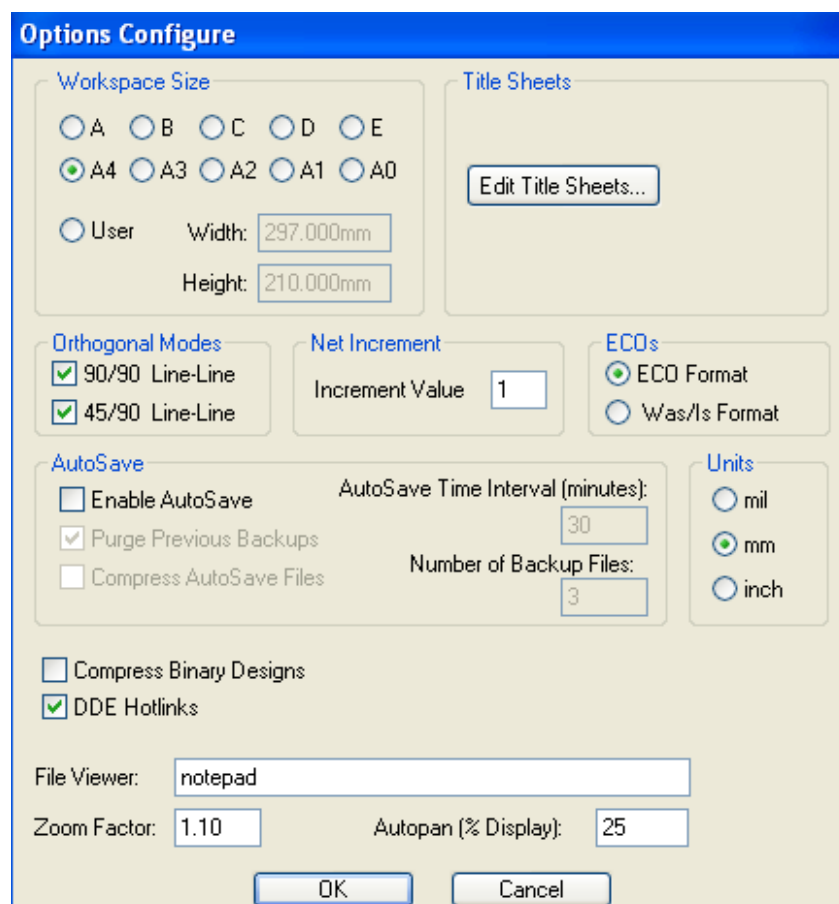 Options Configure
Workspace Size
A B C D E
A4 A3 A2 A1 A0
User Width: 297.000mm
Height: 210.000mm
Title Sheets
Edit Title Sheets...
Orthogonal Modes
90/90 Line-Line
45/90 Line-Line
Net Increment
Increment Value 1
ECOs
ECO Format
Was/Is Format
AutoSave
Enable AutoSave
Purge Previous Backups
Compress AutoSave Files
AutoSave Time Interval (minutes):
30
Number of Backup Files:
3
Units
mil
mm
inch
Compress Binary Designs
DDE Hotlinks
File Viewer: notepad
Zoom Factor: 1.10 Autopan (% Display): 25
OK Cancel